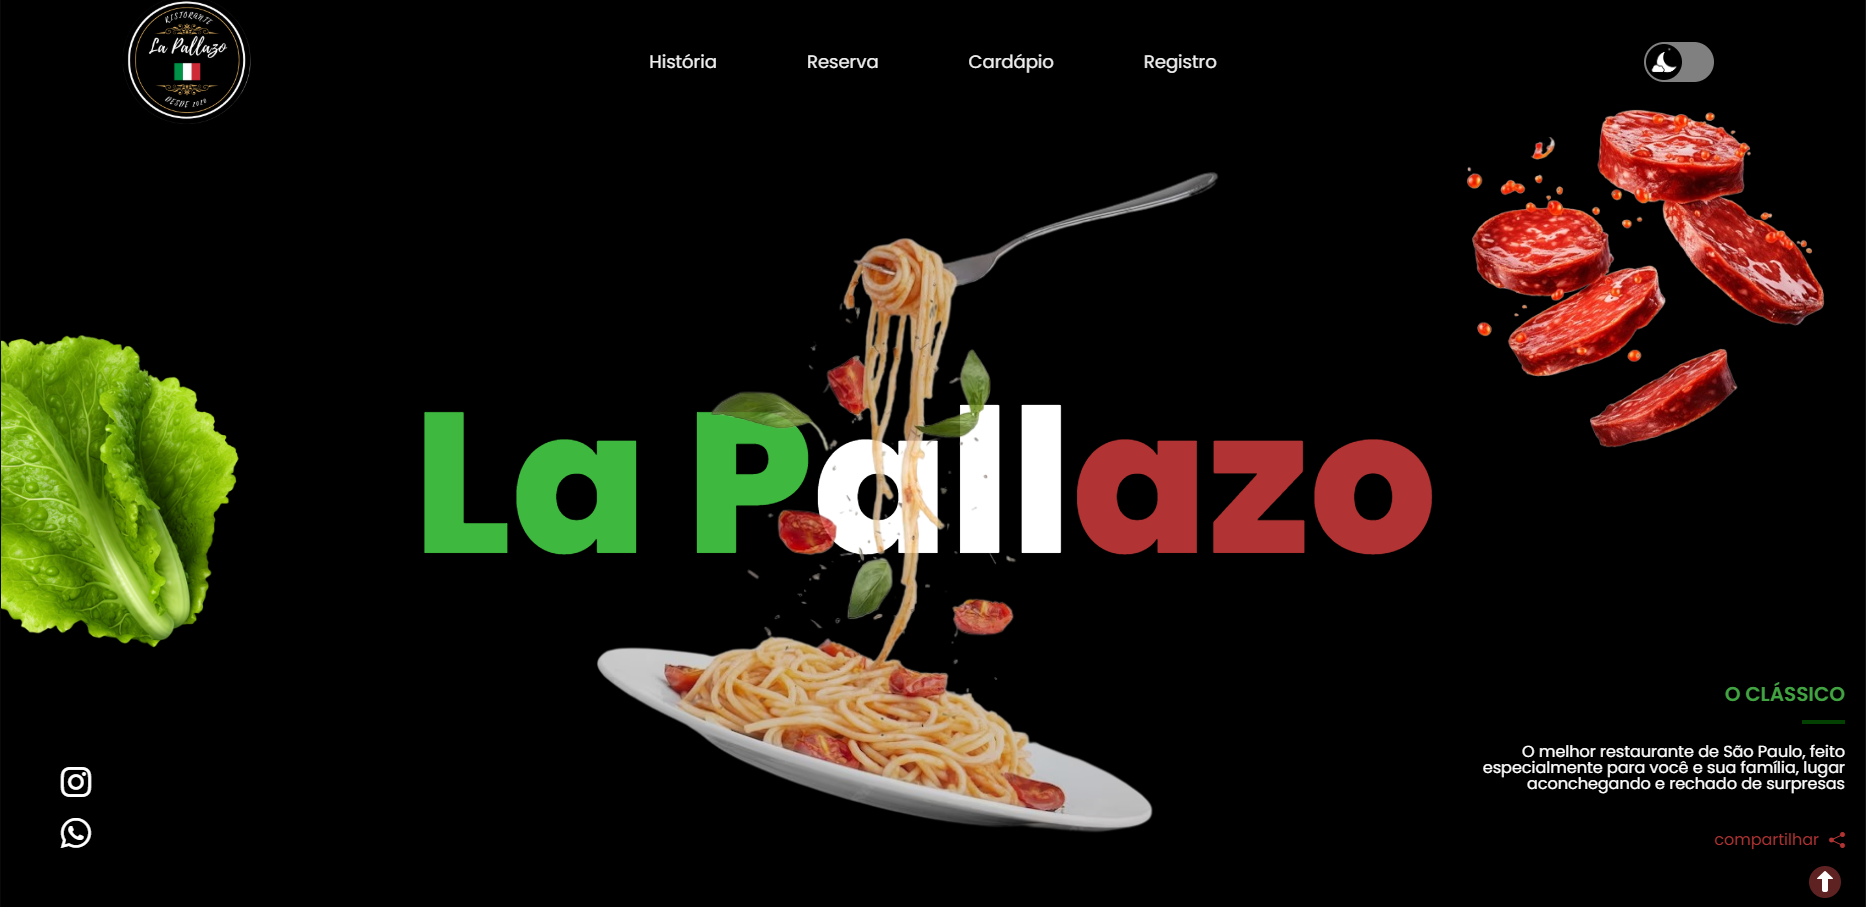 RISTORANTE
La Pallazo
DESDE 2020
História
Reserva
Cardápio
Registro
La Pallazo
O CLÁSSICO
O melhor restaurante de São Paulo, feito
especialmente para você e sua família, lugar
aconchegando e rechado de surpresas
compartilhar